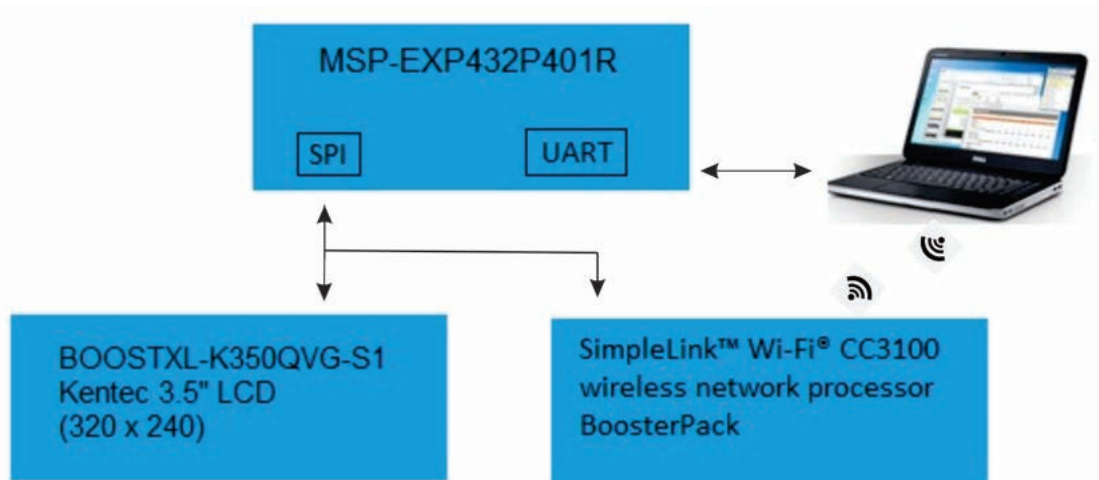 MSP-EXP432P401R
SPI
UART
BOOSTXL-K350QVG-S1
Kentec 3.5" LCD
(320 x 240)
SimpleLink™ Wi-Fi® CC3100
wireless network processor
BoosterPack